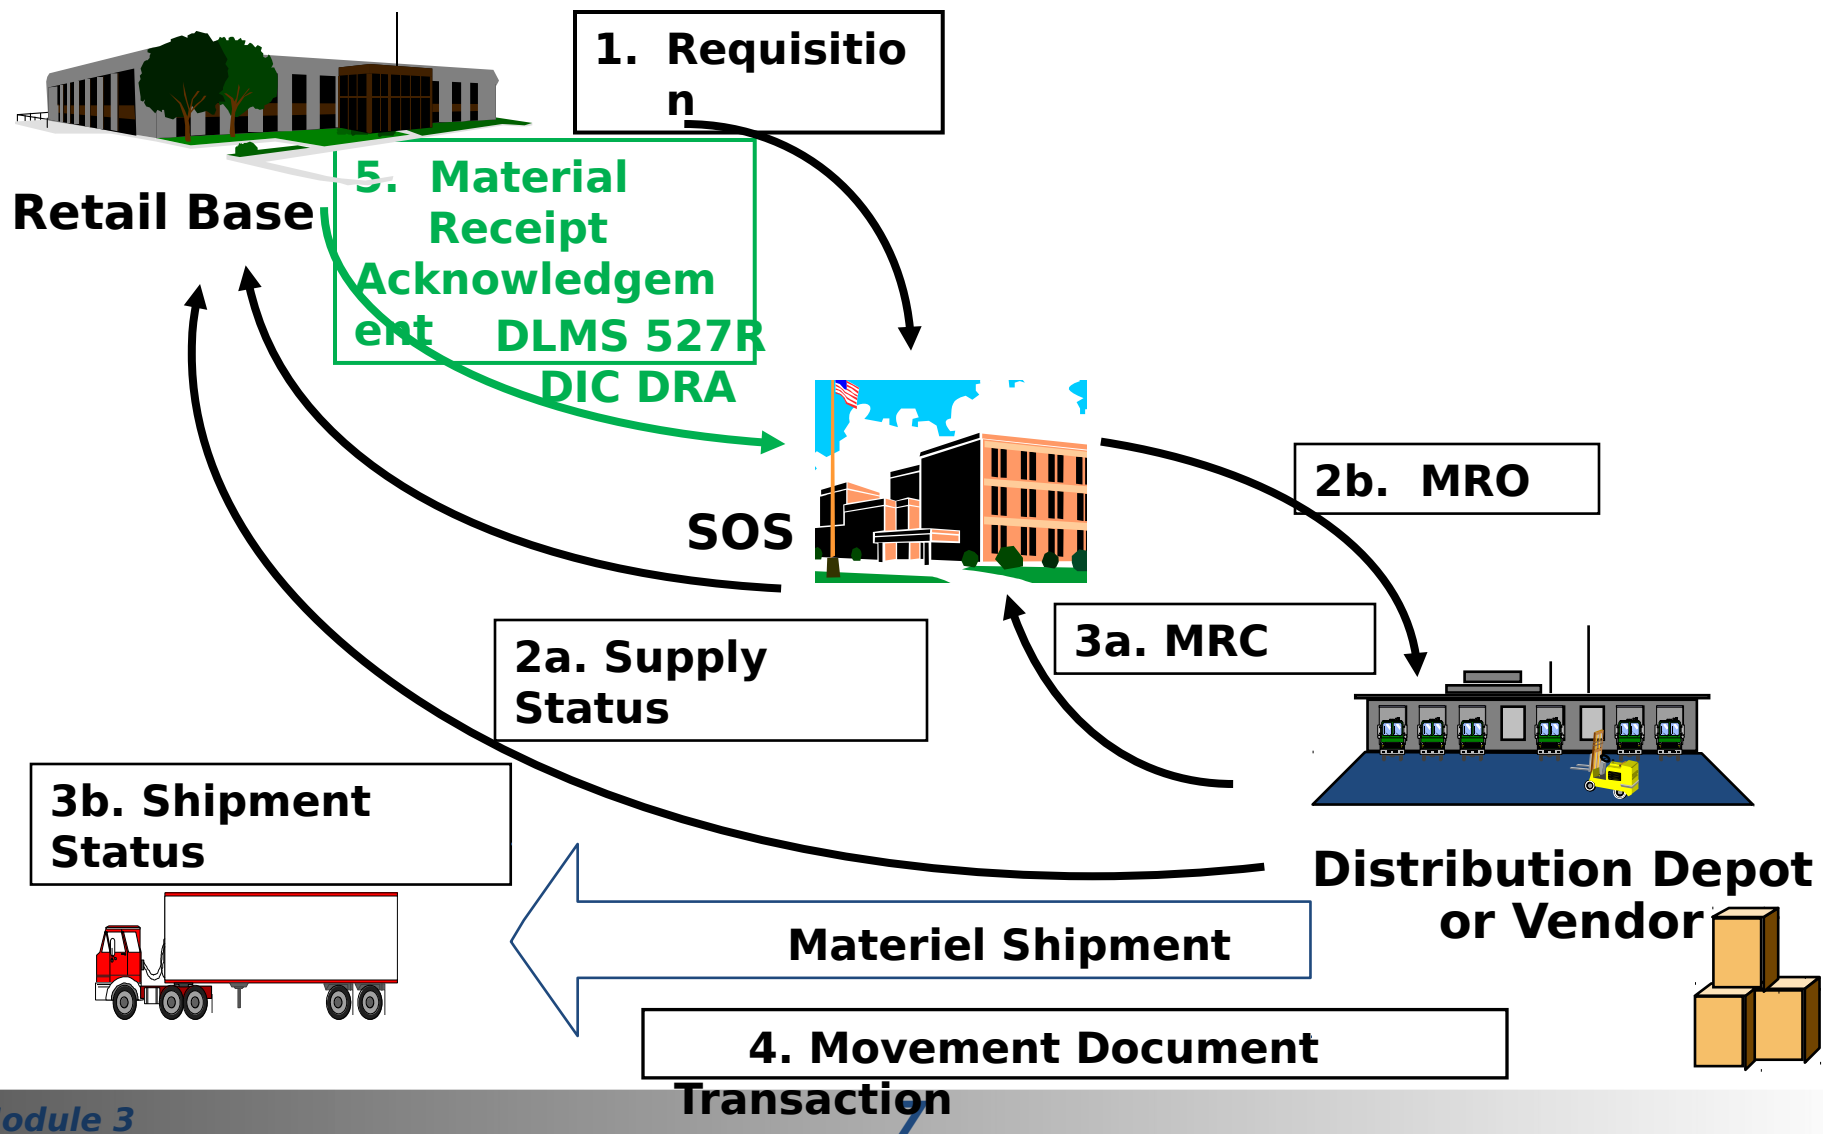 1. Requisitio
n
5. Material
Receipt
Acknowledgem
ent
DLMS 527R
DIC DRA
Retail Base
SOS
2b. MRO
3a. MRC
2a. Supply
Status
3b. Shipment
Status
Distribution Depot
or Vendor
Materiel Shipment
4. Movement Document
Transaction
odule 3
7